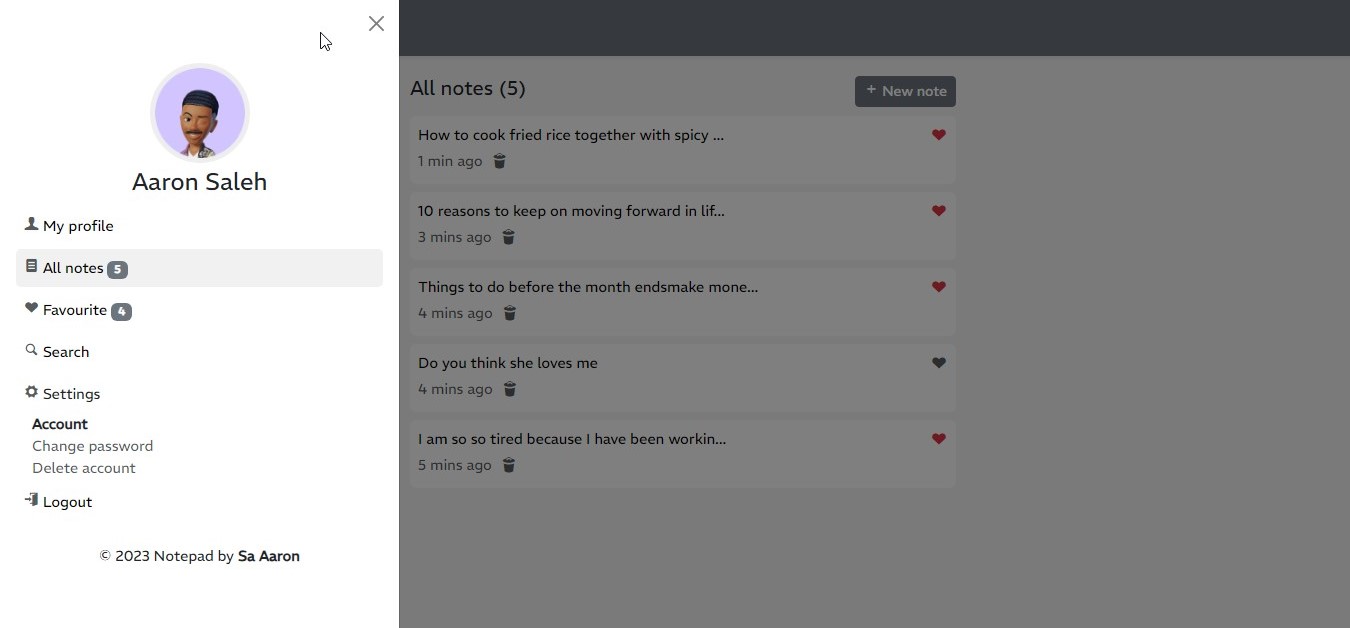 Aaron Saleh
My profile
All notes 5
Favourite 4
Search
Settings
Account
Change password
Delete account
Logout
© 2023 Notepad by Sa Aaron
All notes (5)
+ New note
How to cook fried rice together with spicy ...
1 min ago
10 reasons to keep on moving forward in lif...
3 mins ago
Things to do before the month endsmake mone...
4 mins ago
Do you think she loves me
4 mins ago
I am so so tired because I have been workin...
5 mins ago